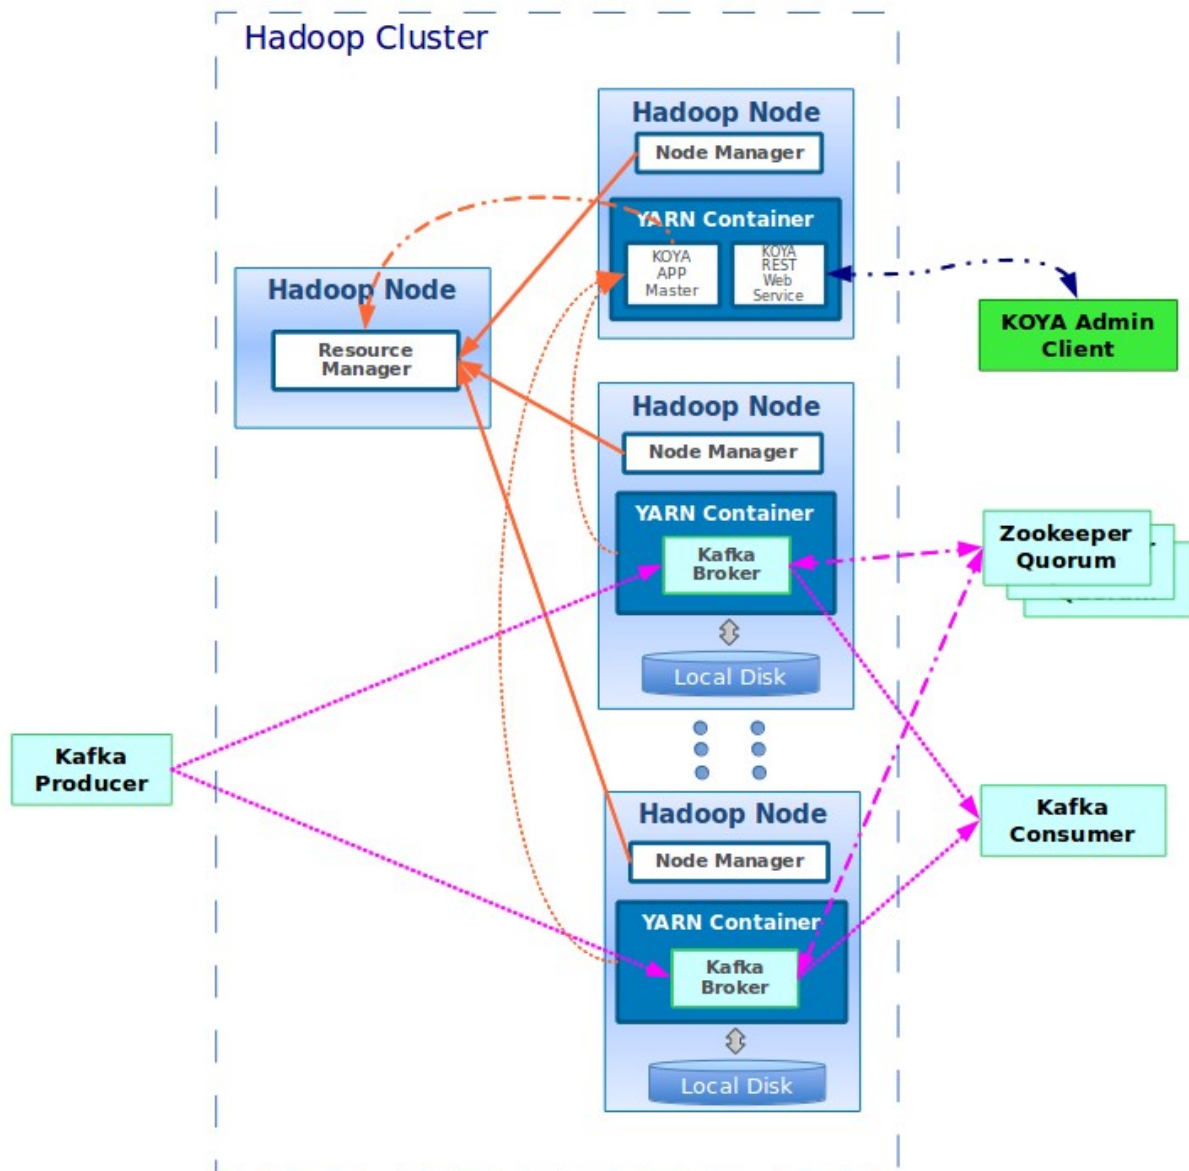 Hadoop Cluster
Hadoop Node
Node Manager
YARN Container
KOYA
APP
Master
KOYA
REST
Web
Service
Hadoop Node
Resource
Manager
KOYA Admin
Client
Hadoop Node
Node Manager
YARN Container
Kafka
Broker
Local Disk
Zookeeper
Quorum
Kafka
Producer
Hadoop Node
Node Manager
YARN Container
Kafka
Broker
Local Disk
Kafka
Consumer